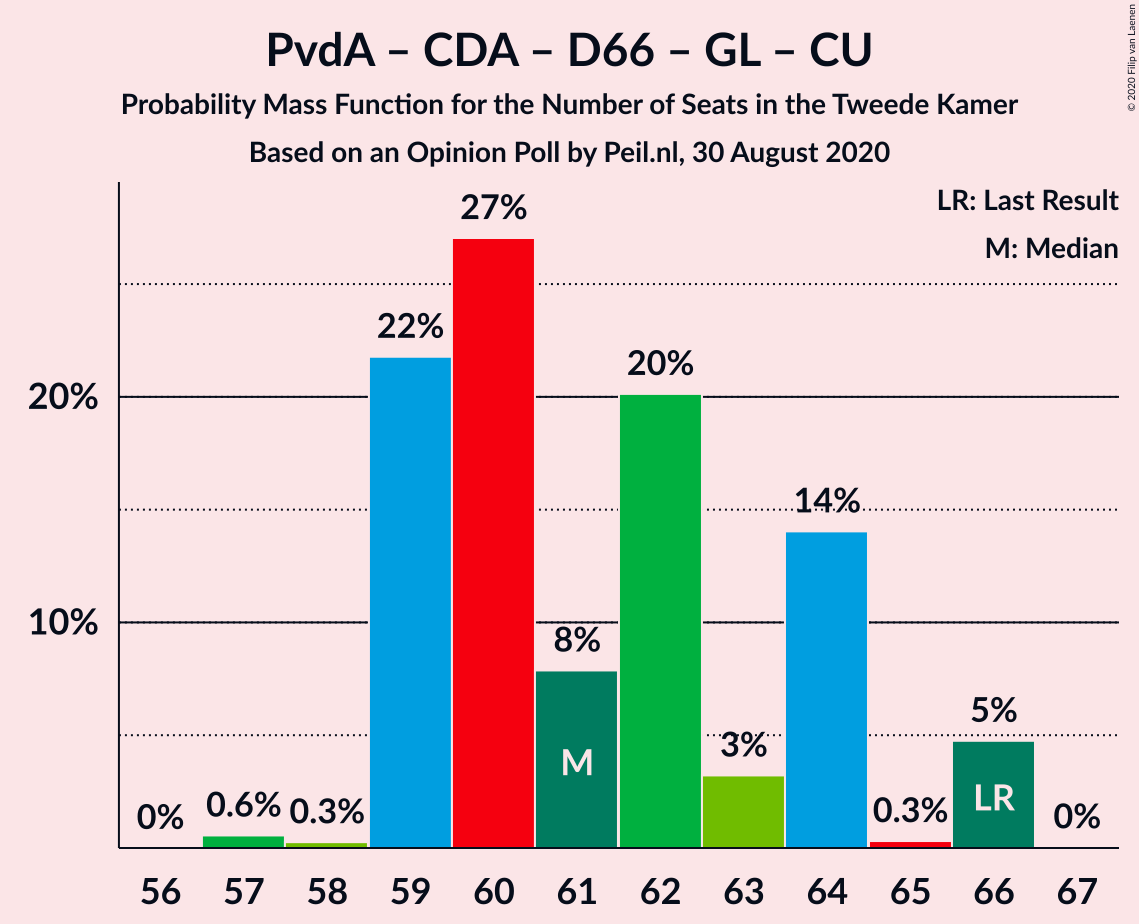 PvdA – CDA – D66 – GL – CU
Probability Mass Function for the Number of Seats in the Tweede Kamer
Based on an Opinion Poll by Peil.nl, 30 August 2020
© 2020 Filip van Laenen
LR: Last Result
M: Median
27%
22%
20%
20%
14%
10%
8%
5%
3%
M
LR
0%
0.6%
0.3%
0.3%
0%
56 57 58 59 60 61 62 63 64 65 66 67